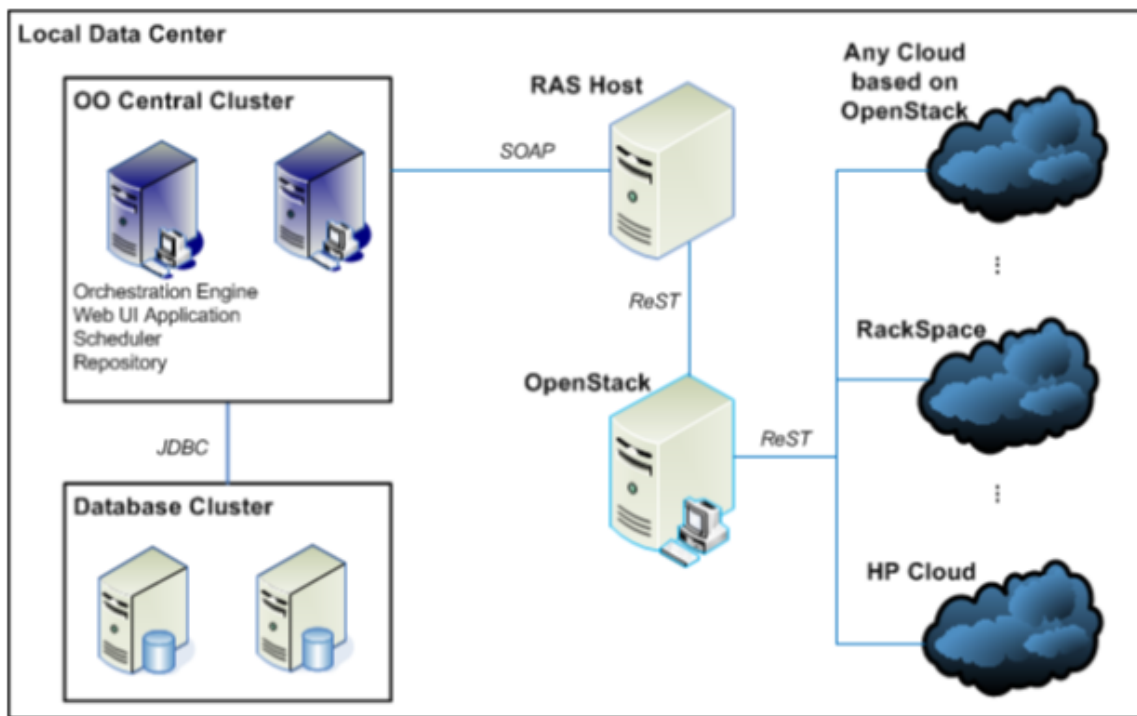 Local Data Center
OO Central Cluster
Orchestration Engine
Web UI Application
Scheduler
Repository
JDBC
Database Cluster
SOAP
RAS Host
ReST
OpenStack
ReST
Any Cloud
based on
OpenStack
⋮
RackSpace
⋮
HP Cloud